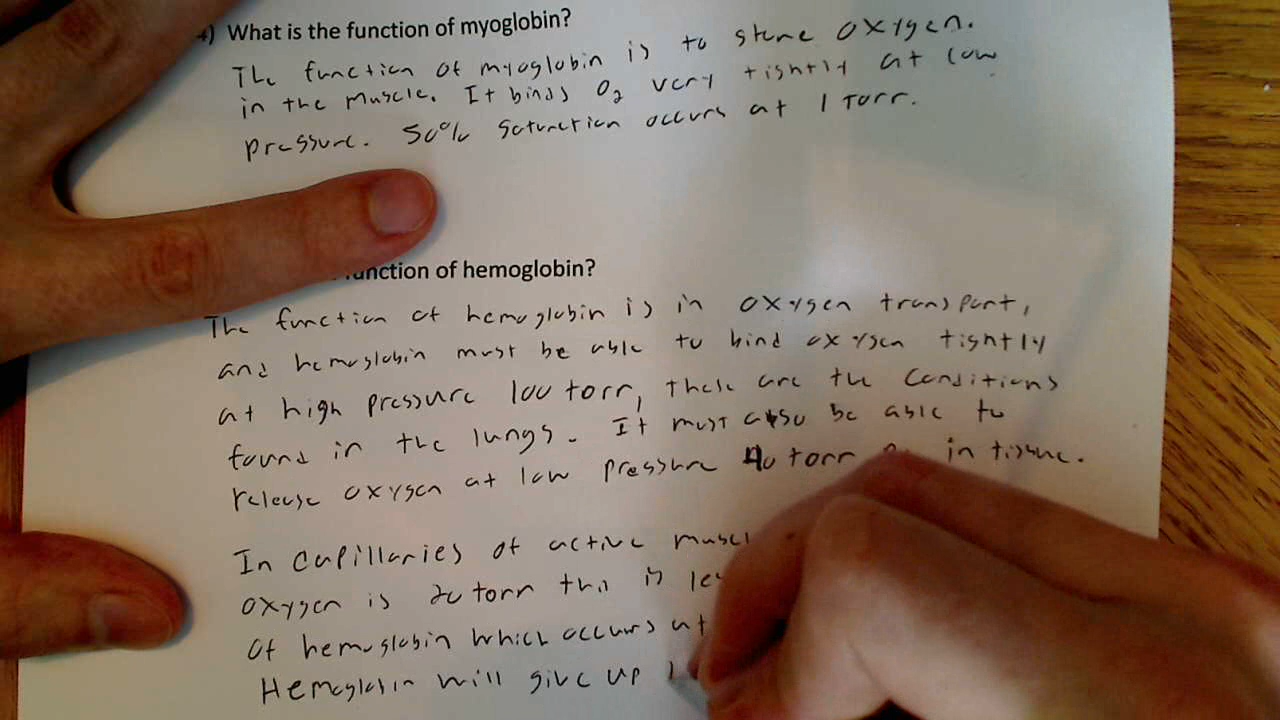 4) What is the function of myoglobin?
The function of myoglobin is to store oxygen.
in the muscle. It binds O2 very tightly at low
pressure. 50% saturation occurs at 1 Torr.
function of hemoglobin?
The function of hemoglobin is in oxygen transport,
and hemoglobin must be able to bind oxygen tightly
at high pressure 100 torr, these are the conditions
found in the lungs. It must also be able to
release oxygen at low pressure 40 torr in tissue.
In capillaries of active
oxygen is 20 torr this is
of hemoglobin which occurs at
Hemoglobin will give up